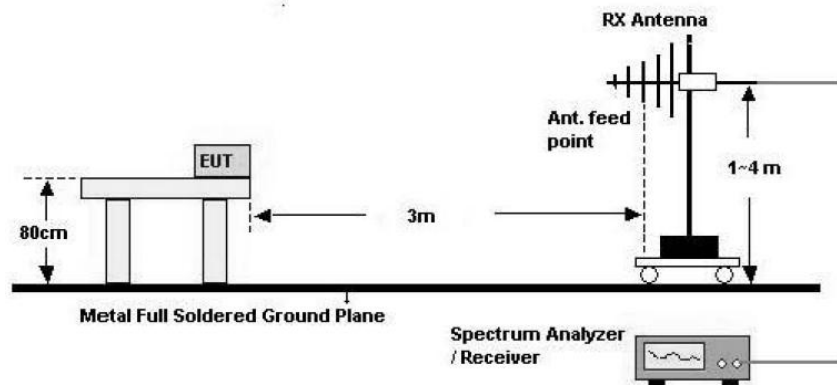 RX Antenna
Ant. feed
point
EUT
1~4 m
3m
80cm
Metal Full Soldered Ground Plane
Spectrum Analyzer
/ Receiver